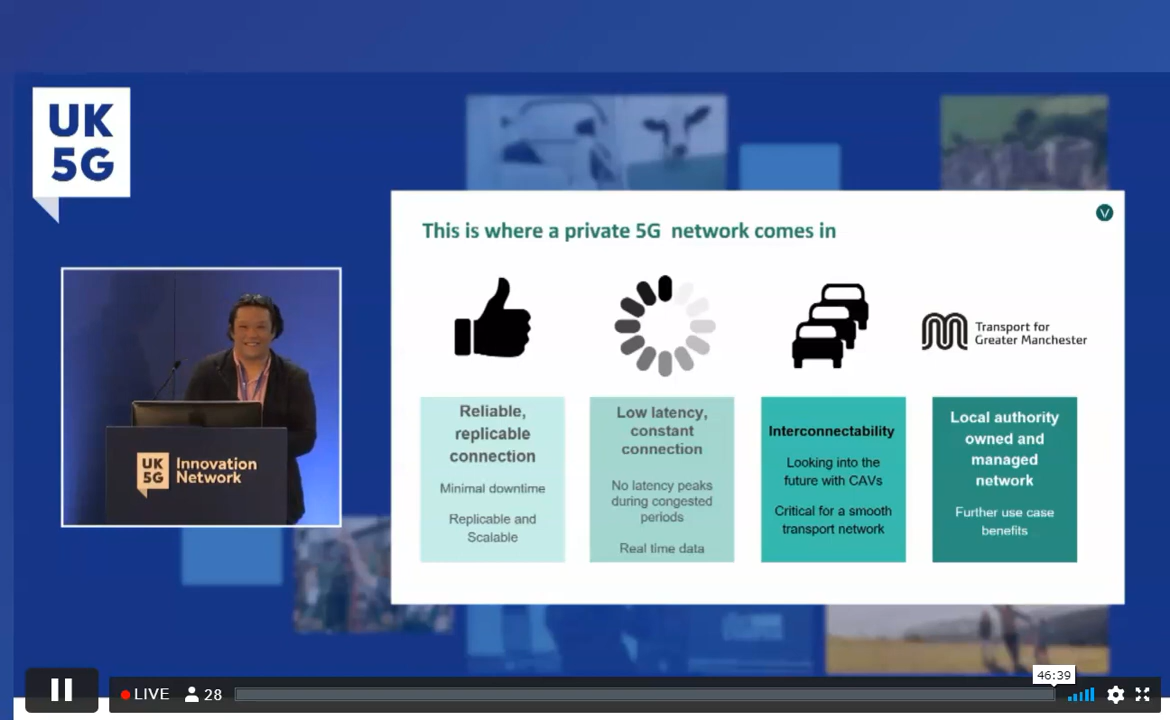 UK
5G
This is where a private 5G network comes in
V
Transport for
Greater Manchester
Reliable,
replicable
connection
Minimal downtime
Replicable and
Scalable
Low latency,
constant
connection
No latency peaks
during congested
periods
Real time data
Interconnectability
Looking into the
future with CAVs
Critical for a smooth
transport network
Local authority
owned and
managed
network
Further use case
benefits
UK
5G
Innovation
Network
46:39
LIVE
28